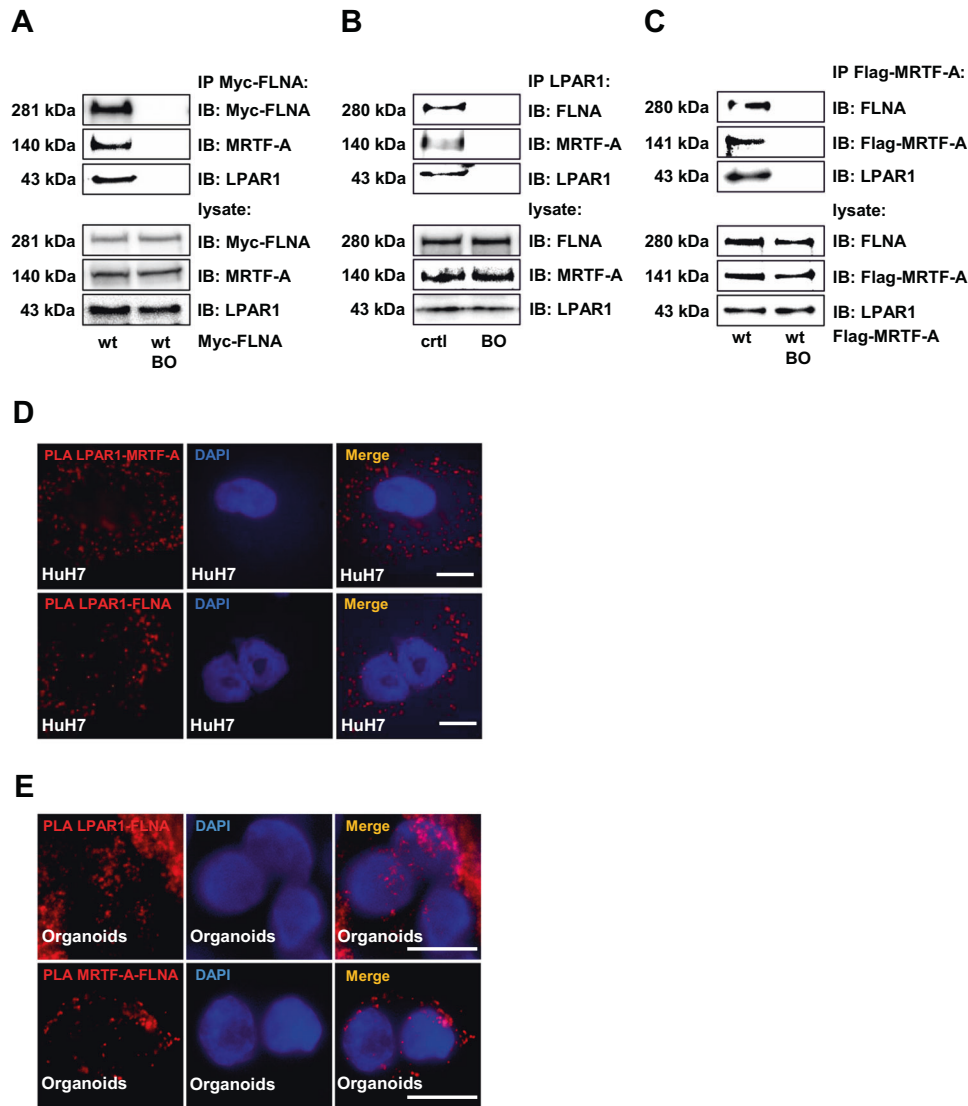 A
IP Myc-FLNA:
281 kDa IB: Myc-FLNA
140 kDa IB: MRTF-A
43 kDa IB: LPAR1
lysate:
281 kDa IB: Myc-FLNA
140 kDa IB: MRTF-A
43 kDa IB: LPAR1
wt wt BO Myc-FLNA
B
IP LPAR1:
280 kDa IB: FLNA
140 kDa IB: MRTF-A
43 kDa IB: LPAR1
lysate:
280 kDa IB: FLNA
140 kDa IB: MRTF-A
43 kDa IB: LPAR1
crtl BO
C
IP Flag-MRTF-A:
280 kDa IB: FLNA
141 kDa IB: Flag-MRTF-A
43 kDa IB: LPAR1
lysate:
280 kDa IB: FLNA
141 kDa IB: Flag-MRTF-A
43 kDa IB: LPAR1
wt wt BO Flag-MRTF-A
D
PLA LPAR1-MRTF-A DAPI Merge
HuH7 HuH7 HuH7
PLA LPAR1-FLNA DAPI Merge
HuH7 HuH7 HuH7
E
PLA LPAR1-FLNA DAPI Merge
Organoids Organoids Organoids
PLA MRTF-A-FLNA DAPI Merge
Organoids Organoids Organoids